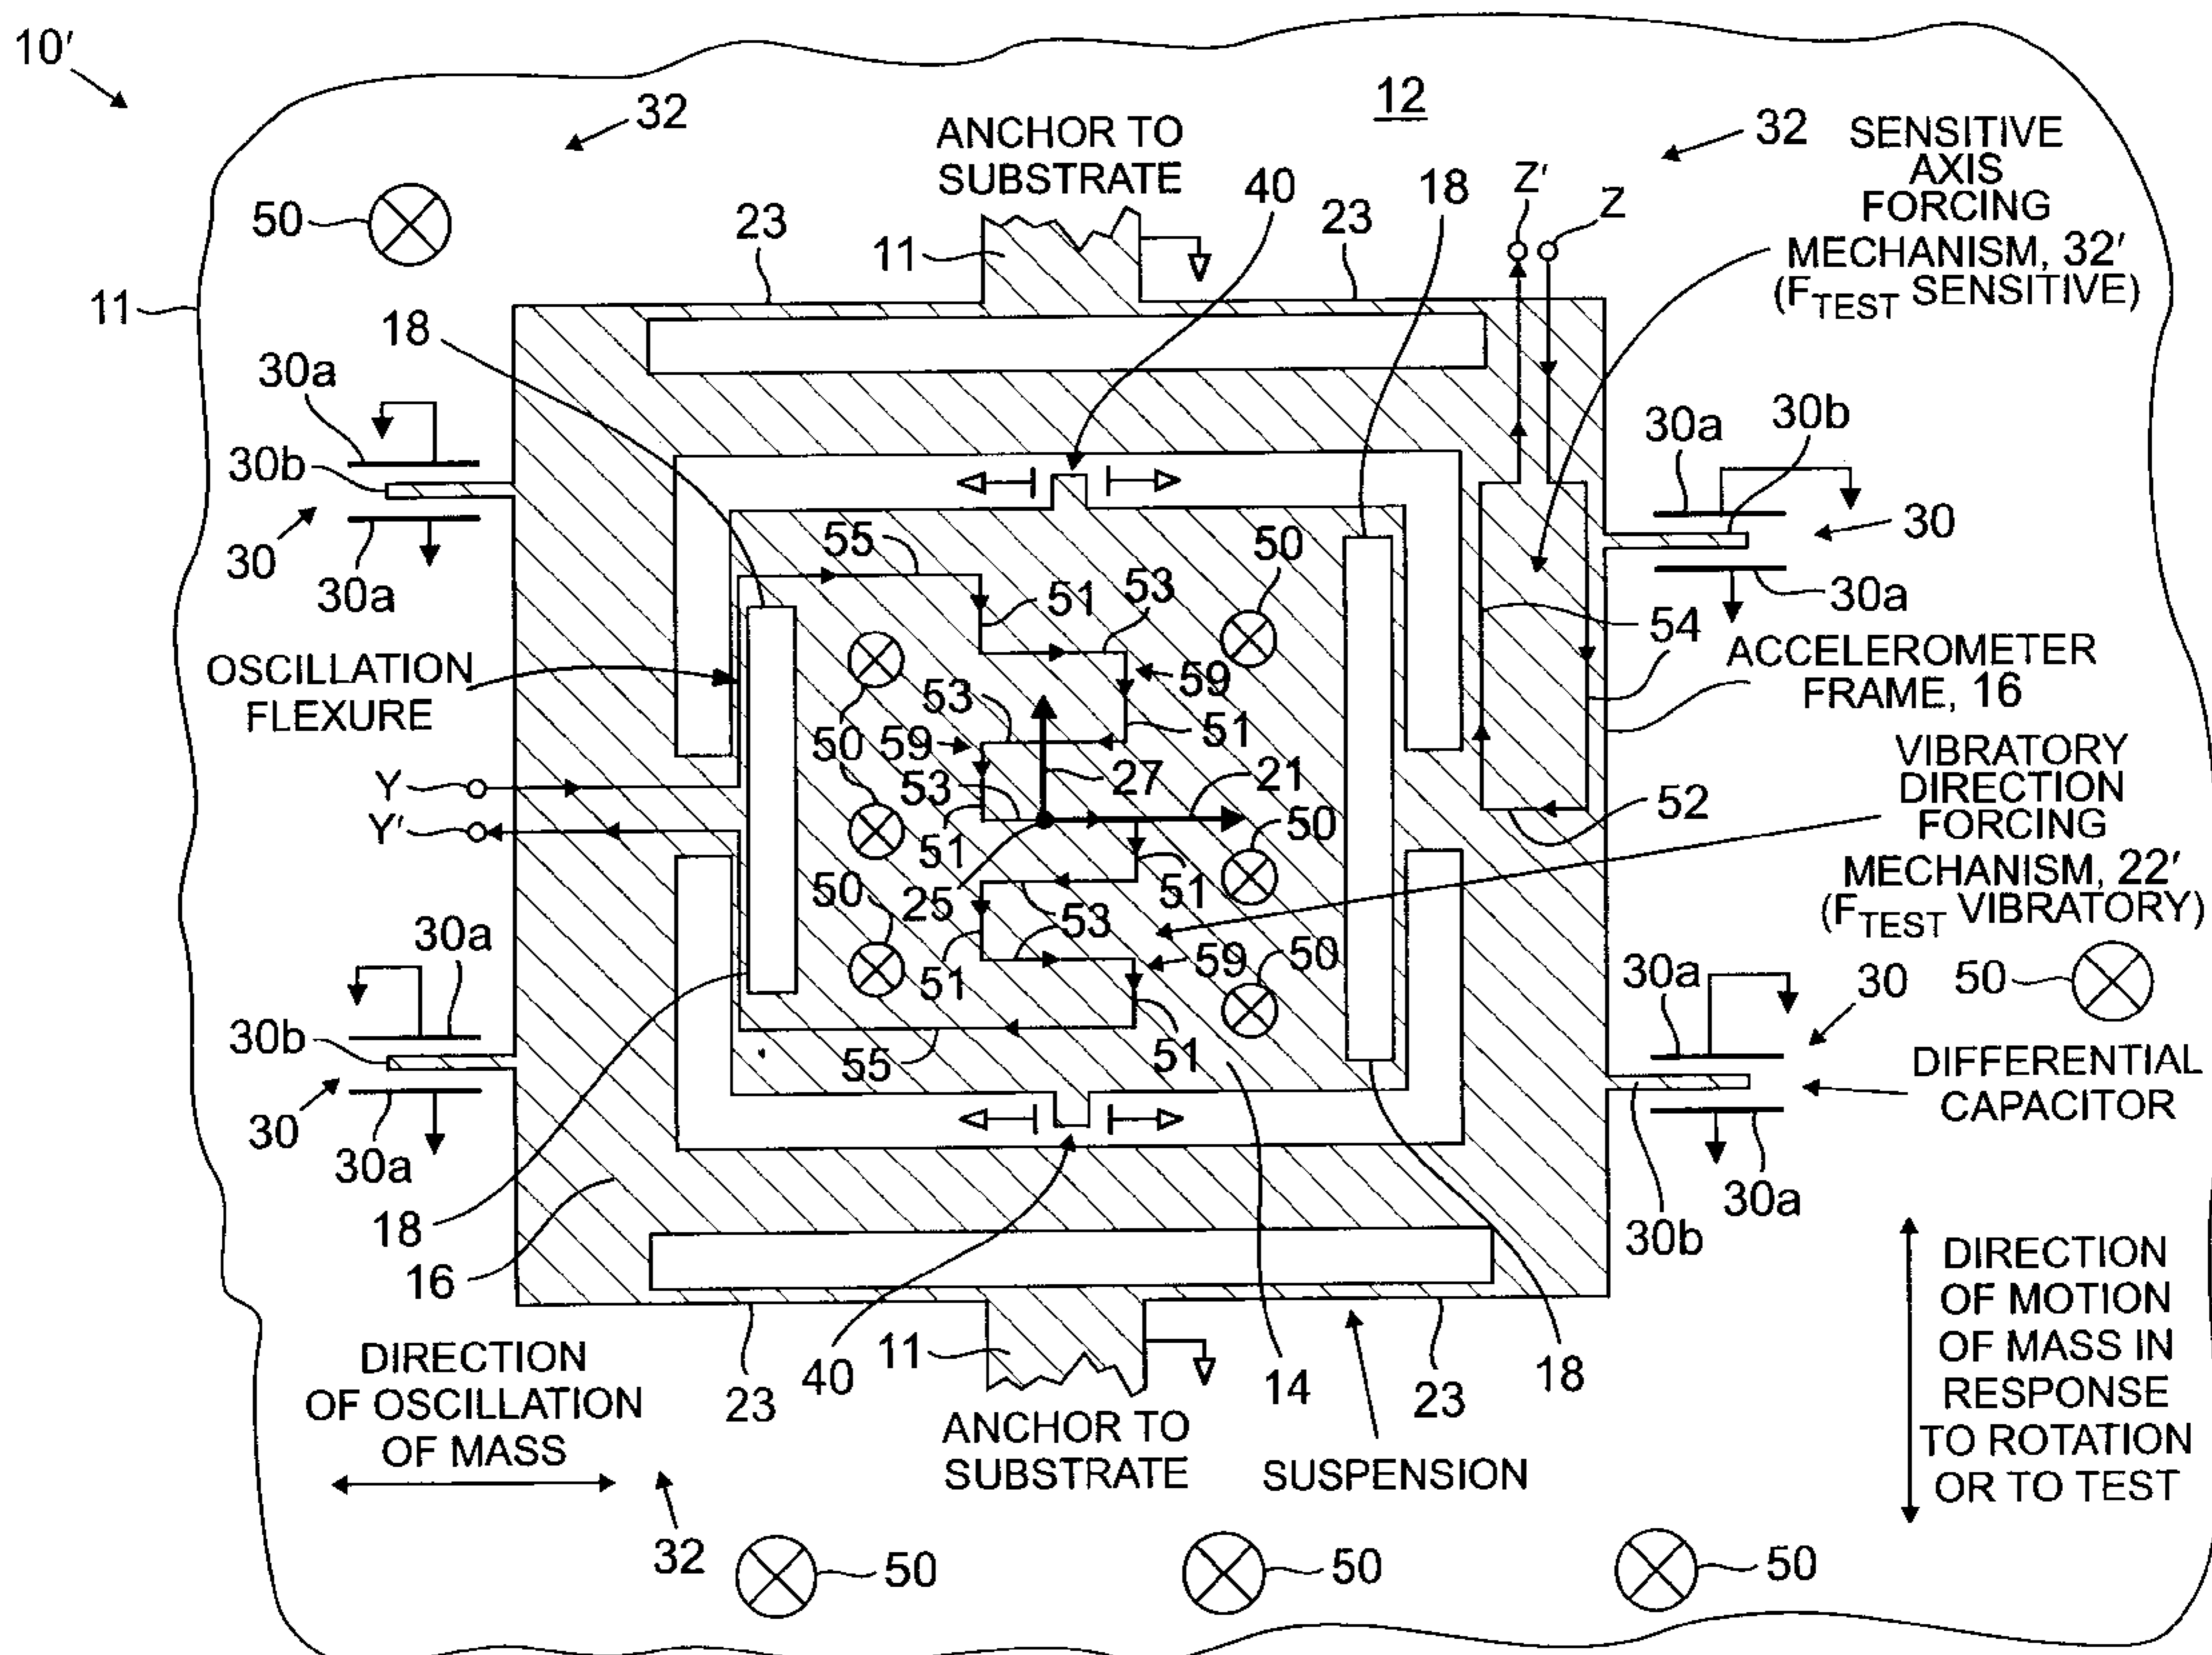 10'
12
32
ANCHOR TO
SUBSTRATE
40
18
Z'
Z
32
SENSITIVE
AXIS
FORCING
MECHANISM, 32'
(FTEST SENSITIVE)
50
23
11
23
11
18
30a
30b
30
30a
30a
30b
30
30a
55
51
53
50
59
54
ACCELEROMETER
FRAME, 16
OSCILLATION
FLEXURE
53
51
50
59
27
21
VIBRATORY
DIRECTION
FORCING
MECHANISM, 22'
(FTEST VIBRATORY)
Y
53
52
Y'
51
50
25
51
50
53
51
59
50
30a
30b
30
30a
30a
30
50
55
51
DIFFERENTIAL
CAPACITOR
30a
30b
18
16
40
11
23
14
18
23
DIRECTION
OF OSCILLATION
OF MASS
ANCHOR TO
SUBSTRATE
SUSPENSION
DIRECTION
OF MOTION
OF MASS IN
RESPONSE
TO ROTATION
OR TO TEST
32
50
50
50